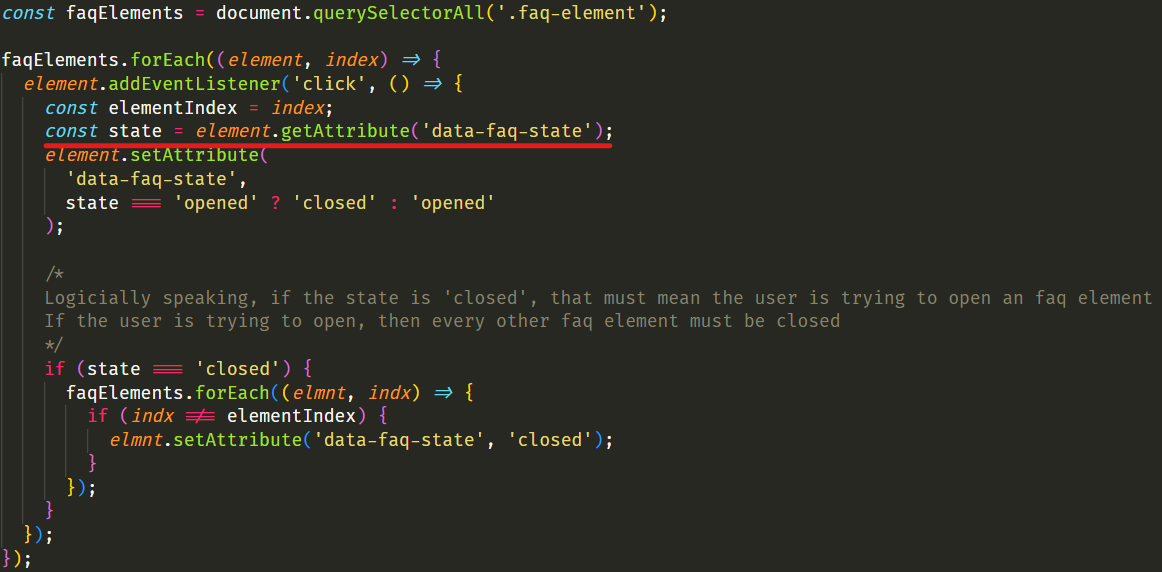 const faqElements = document.querySelectorAll('.faq-element');
faqElements.forEach((element, index) => {
element.addEventListener('click', () => {
const elementIndex = index;
const state = element.getAttribute('data-faq-state');
element.setAttribute(
'data-faq-state',
state === 'opened' ? 'closed' : 'opened'
);
/*
Logicially speaking, if the state is 'closed', that must mean the user is trying to open an faq element
If the user is trying to open, then every other faq element must be closed
*/
if (state === 'closed') {
faqElements.forEach((elmnt, indx) => {
if (indx !== elementIndex) {
elmnt.setAttribute('data-faq-state', 'closed');
}
});
}
});
});